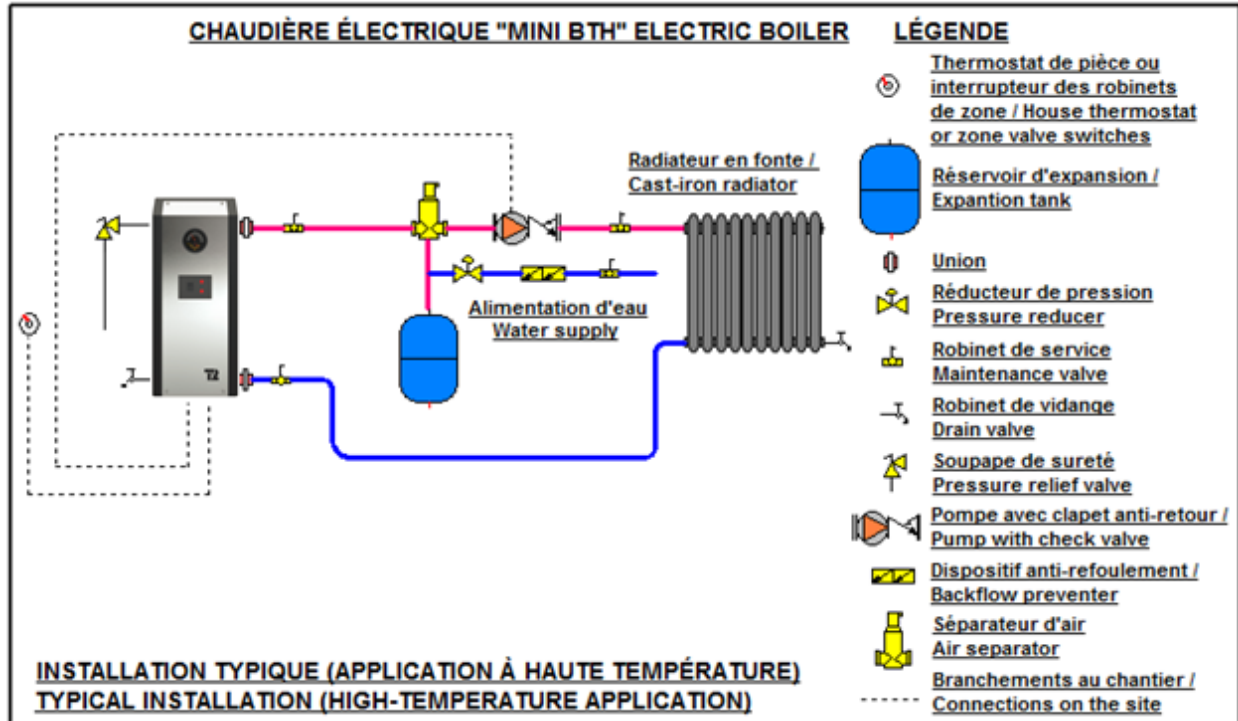 CHAUDIÈRE ÉLECTRIQUE "MINI BTH" ELECTRIC BOILER
LÉGENDE
Thermostat de pièce ou
interrupteur des robinets
de zone / House thermostat
or zone valve switches
Radiateur en fonte /
Cast-iron radiator
Réservoir d'expansion /
Expantion tank
Union
Alimentation d'eau
Water supply
Réducteur de pression
Pressure reducer
Robinet de service
Maintenance valve
T2
Robinet de vidange
Drain valve
Soupape de sureté
Pressure relief valve
Pompe avec clapet anti-retour /
Pump with check valve
Dispositif anti-refoulement /
Backflow preventer
Séparateur d'air
Air separator
Branchements au chantier /
Connections on the site
INSTALLATION TYPIQUE (APPLICATION À HAUTE TEMPÉRATURE)
TYPICAL INSTALLATION (HIGH-TEMPERATURE APPLICATION)